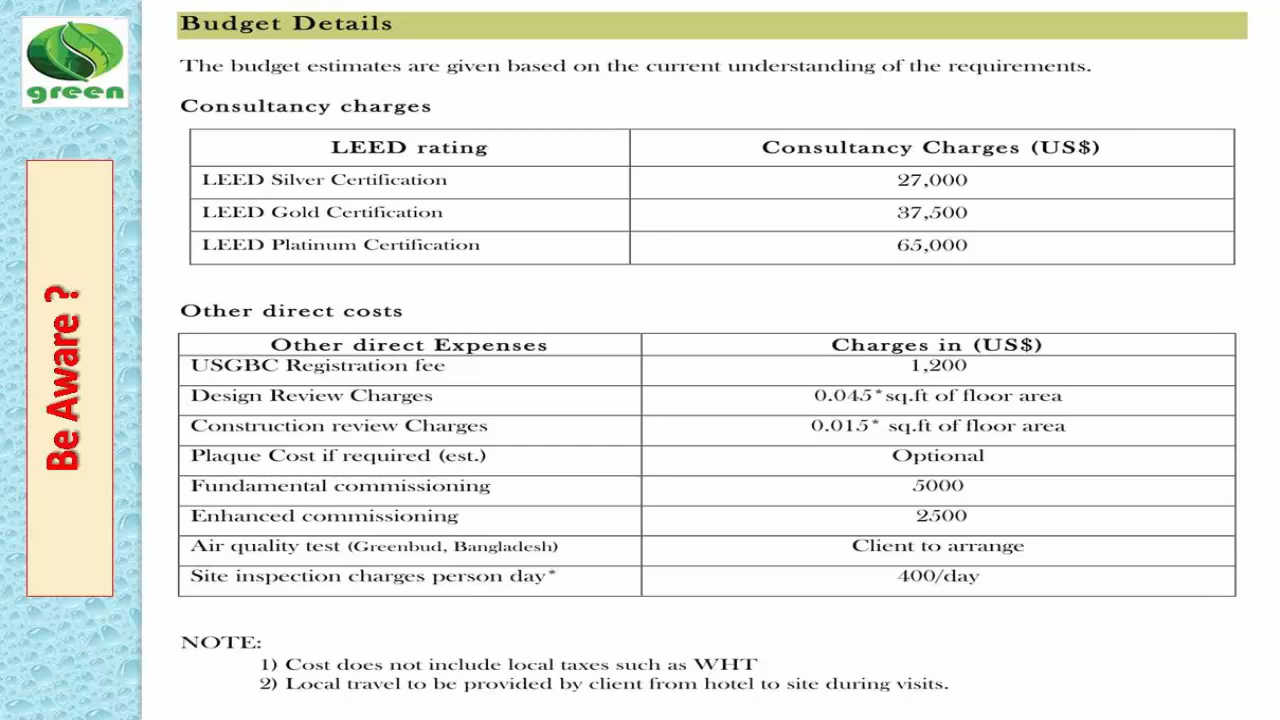 green
Be Aware ?
Budget Details
The budget estimates are given based on the current understanding of the requirements.
Consultancy charges
LEED rating Consultancy Charges (US$)
LEED Silver Certification 27,000
LEED Gold Certification 37,500
LEED Platinum Certification 65,000
Other direct costs
Other direct Expenses Charges in (US$)
USGBC Registration fee 1,200
Design Review Charges 0.045*sq.ft of floor area
Construction review Charges 0.015* sq.ft of floor area
Plaque Cost if required (est.) Optional
Fundamental commissioning 5000
Enhanced commissioning 2500
Air quality test (Greenbud, Bangladesh) Client to arrange
Site inspection charges person day* 400/day
NOTE:
1) Cost does not include local taxes such as WHT
2) Local travel to be provided by client from hotel to site during visits.